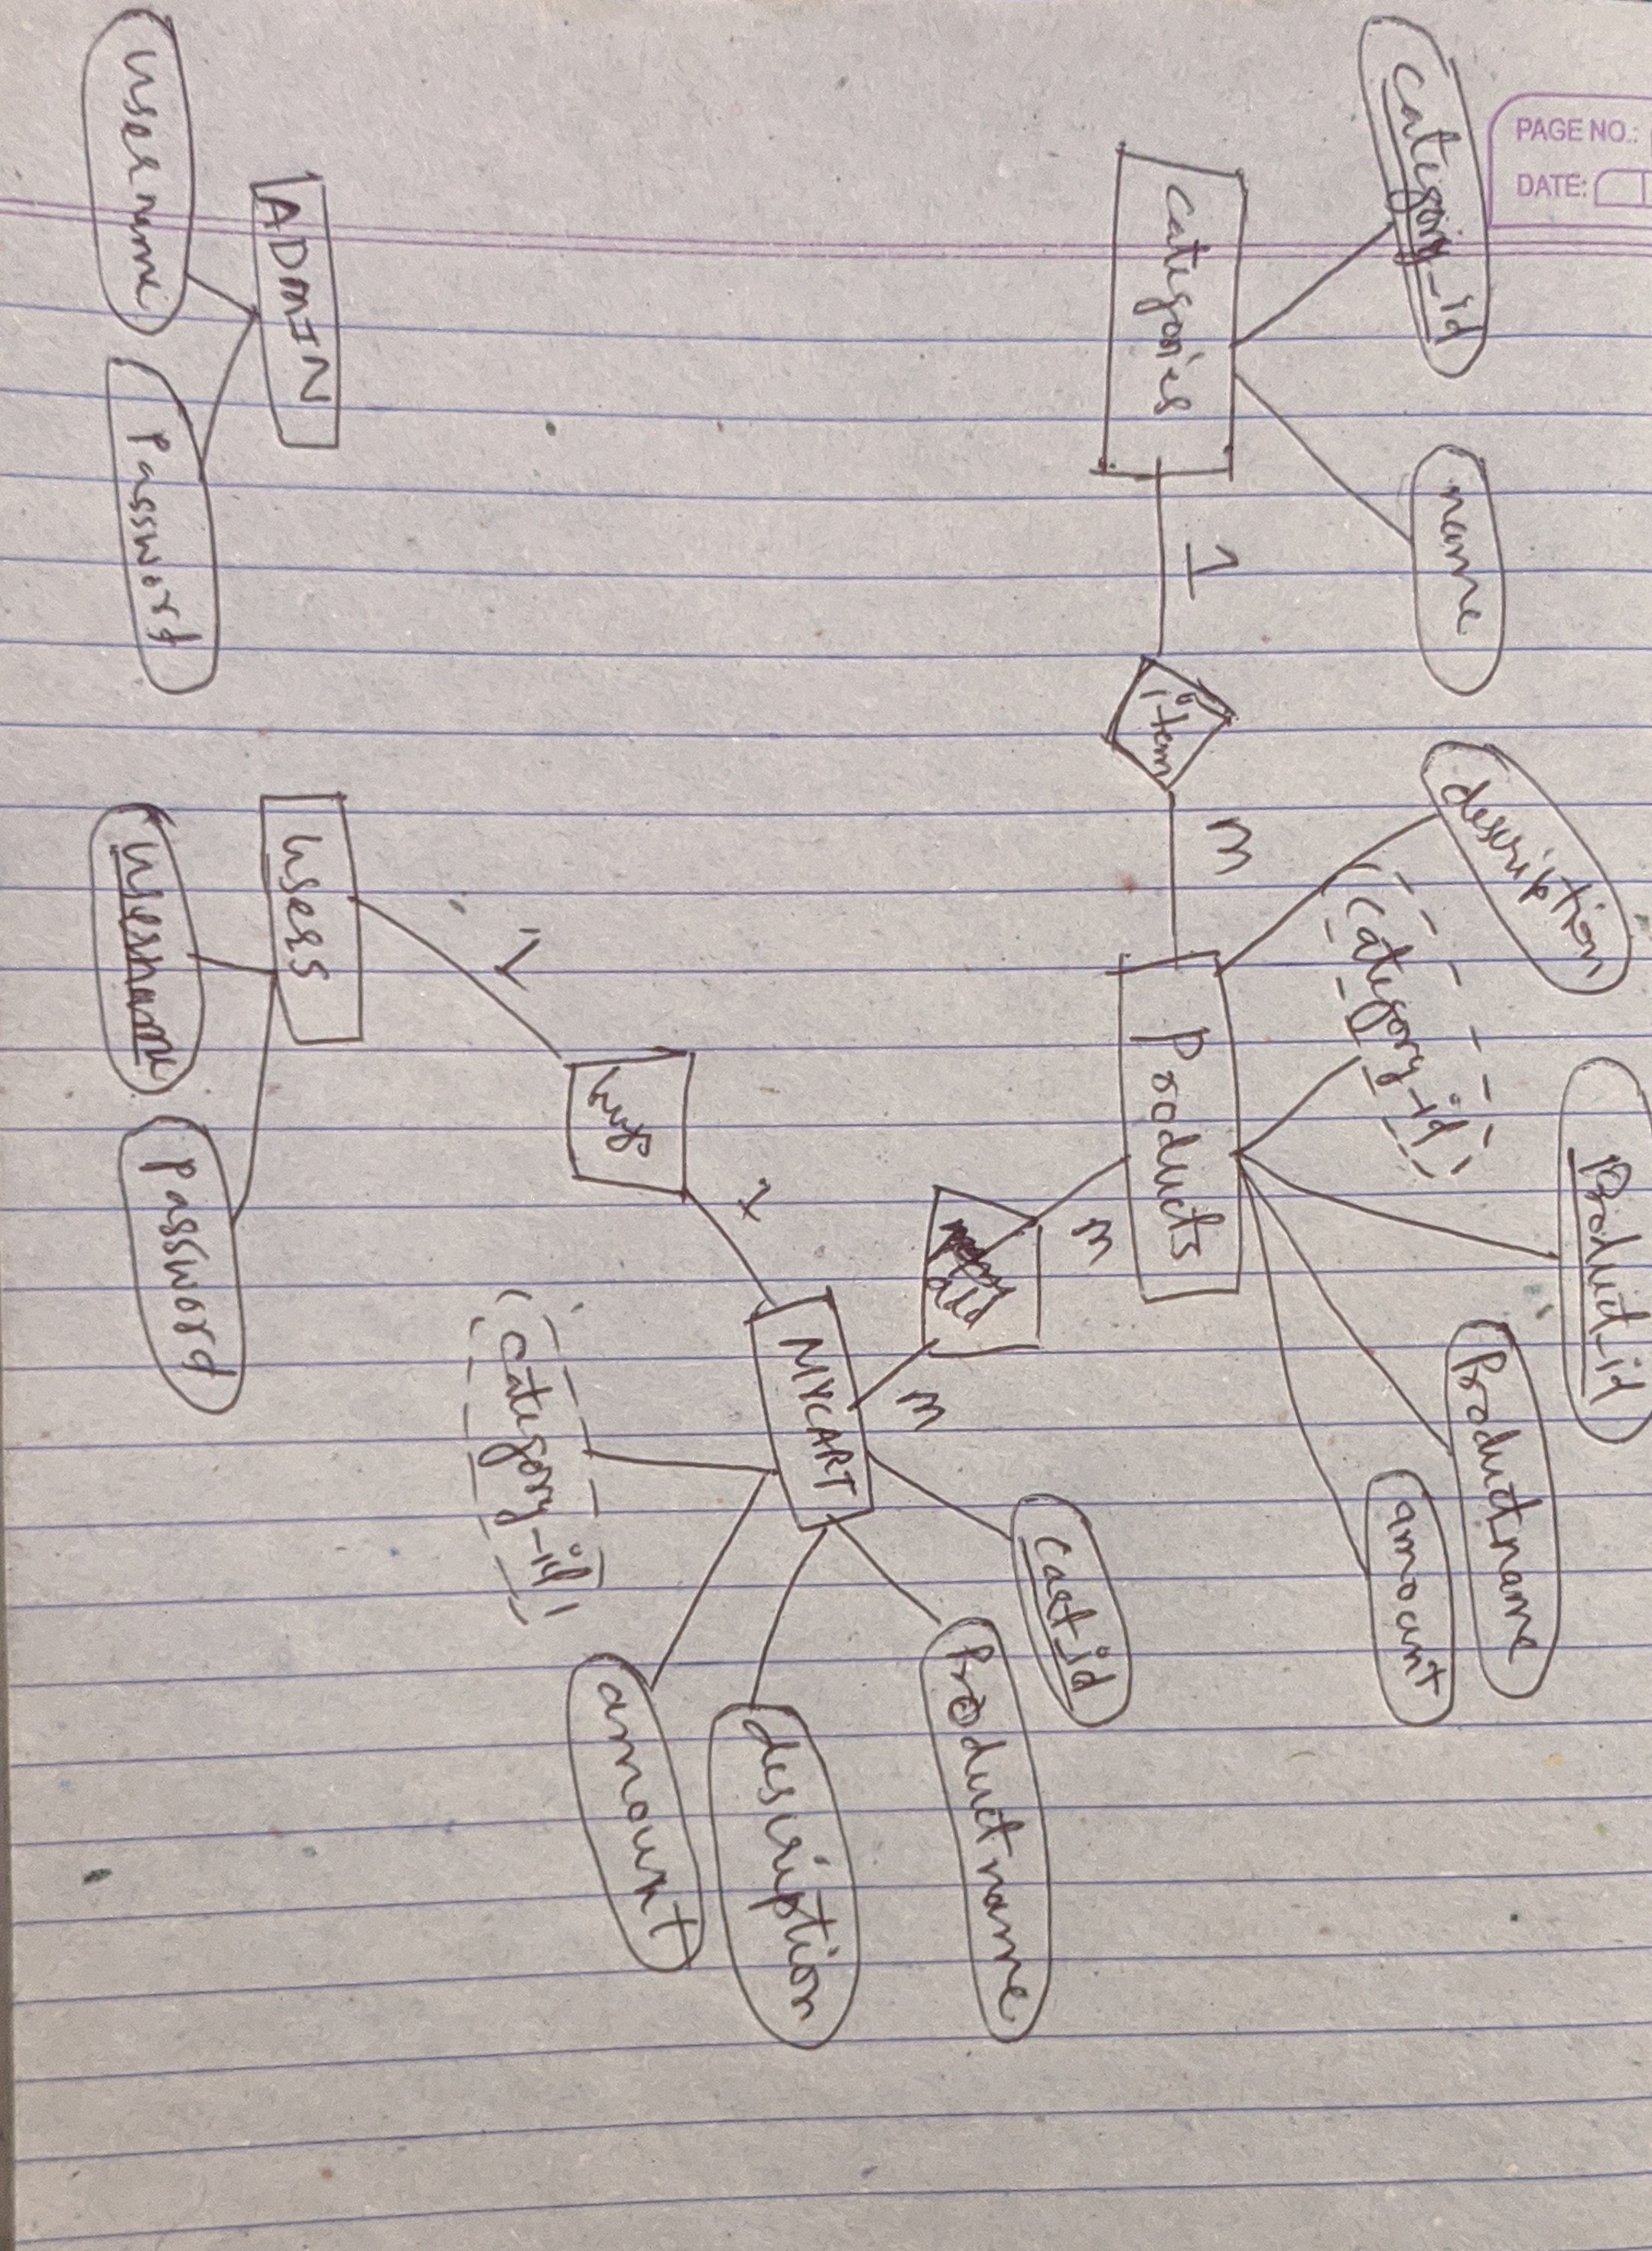 PAGE NO.:
DATE:
category_id
name
description
category_id
Product_id
Productname
amount
categories
1
item
M
Products
M
add
M
cart_id
Productname
description
amount
category_id
MYCART
1
buys
1
ADMIN
username
Password
users
username
Password